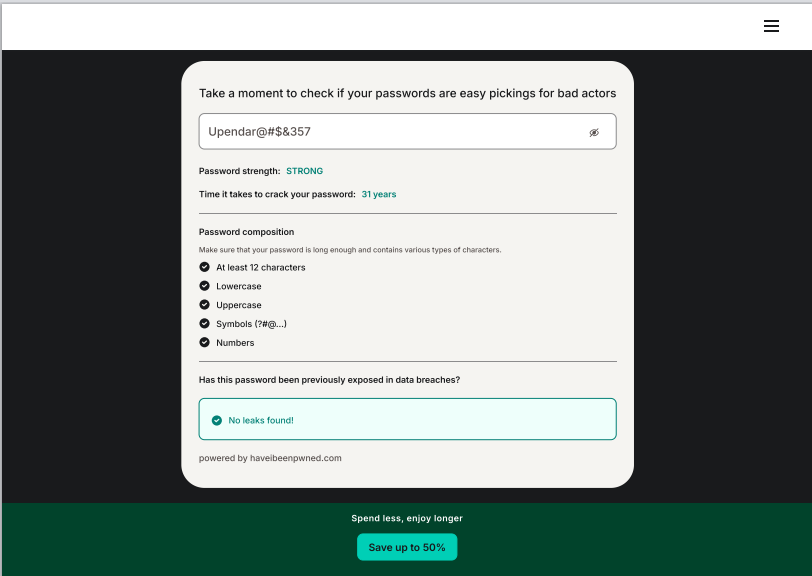 Take a moment to check if your passwords are easy pickings for bad actors
Upendar@#$&357
Password strength: STRONG
Time it takes to crack your password: 31 years
Password composition
Make sure that your password is long enough and contains various types of characters.
At least 12 characters
Lowercase
Uppercase
Symbols (?#@...)
Numbers
Has this password been previously exposed in data breaches?
No leaks found!
powered by haveibeenpwned.com
Spend less, enjoy longer
Save up to 50%